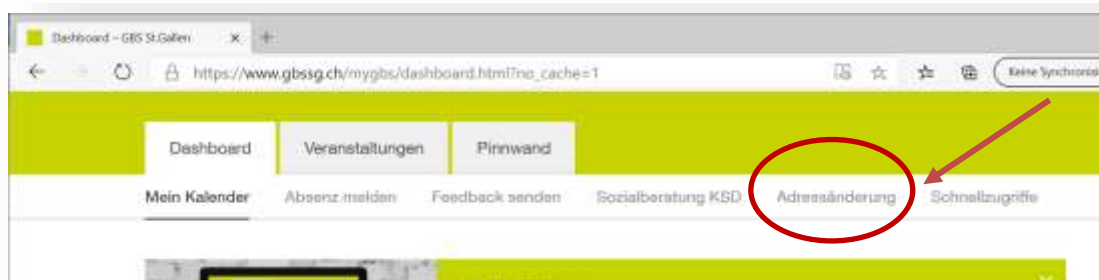 Dashboard – GBS St.Gallen
https://www.gbssg.ch/mygbs/dashboard.html?no_cache=1
Keine Synchronisi
Dashboard Veranstaltungen Pinnwand
Mein Kalender Absenz melden Feedback senden Sozialberatung KSD Adressänderung Schnellzugriffe